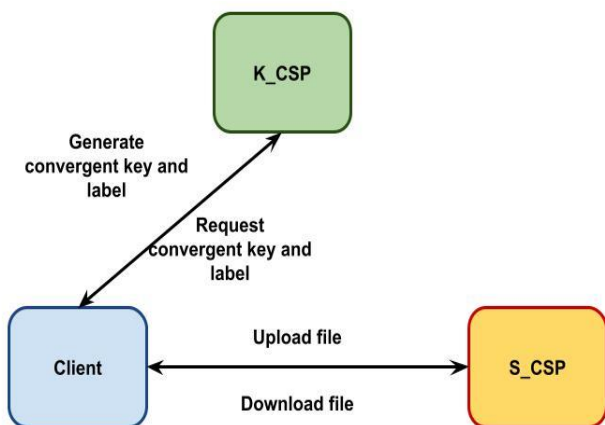 K_CSP
Generate
convergent key and
label
Request
convergent key and
label
Client
Upload file
Download file
S_CSP